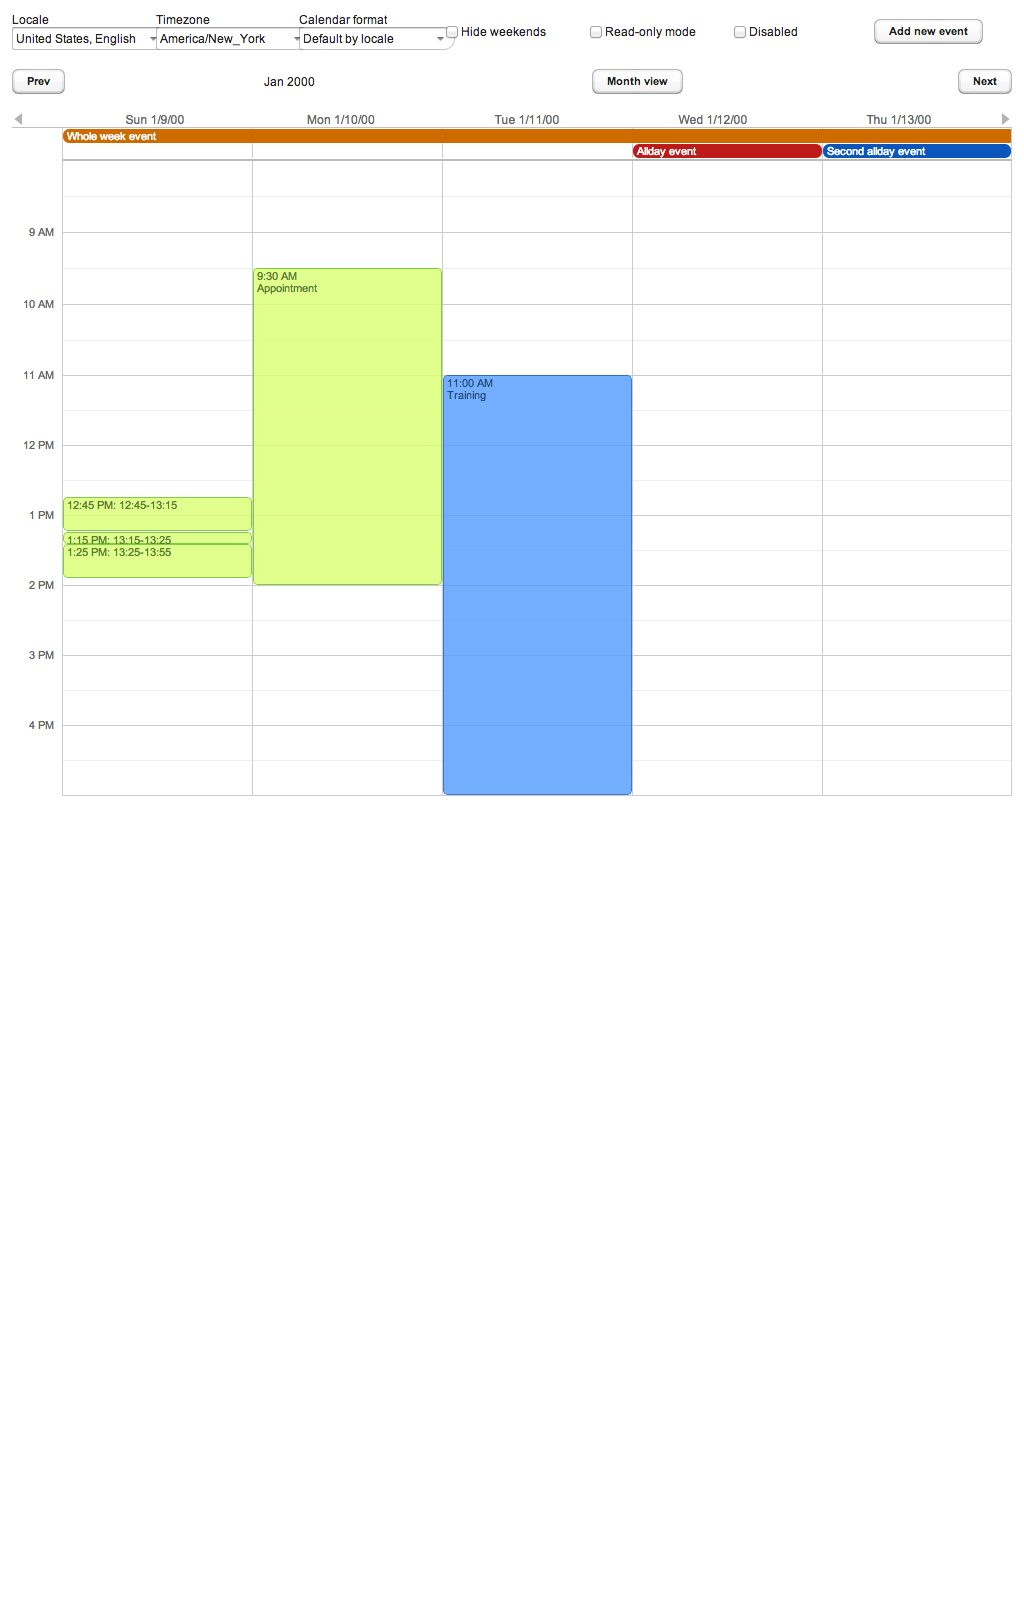 Locale Timezone Calendar format
United States, English America/New_York Default by locale Hide weekends Read-only mode Disabled Add new event
Prev Jan 2000 Month view Next
Sun 1/9/00 Mon 1/10/00 Tue 1/11/00 Wed 1/12/00 Thu 1/13/00
Whole week event
Allday event Second allday event
9 AM
9:30 AM
Appointment
10 AM
11 AM
11:00 AM
Training
12 PM
12:45 PM: 12:45-13:15
1 PM
1:15 PM: 13:15-13:25
1:25 PM: 13:25-13:55
2 PM
3 PM
4 PM